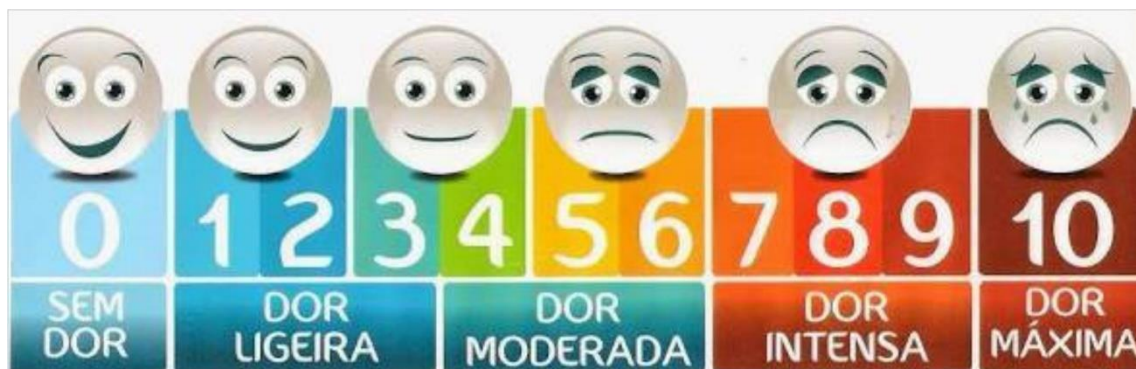 0 1 2 3 4 5 6 7 8 9 10
SEM DOR DOR DOR DOR
DOR LIGEIRA MODERADA INTENSA MÁXIMA